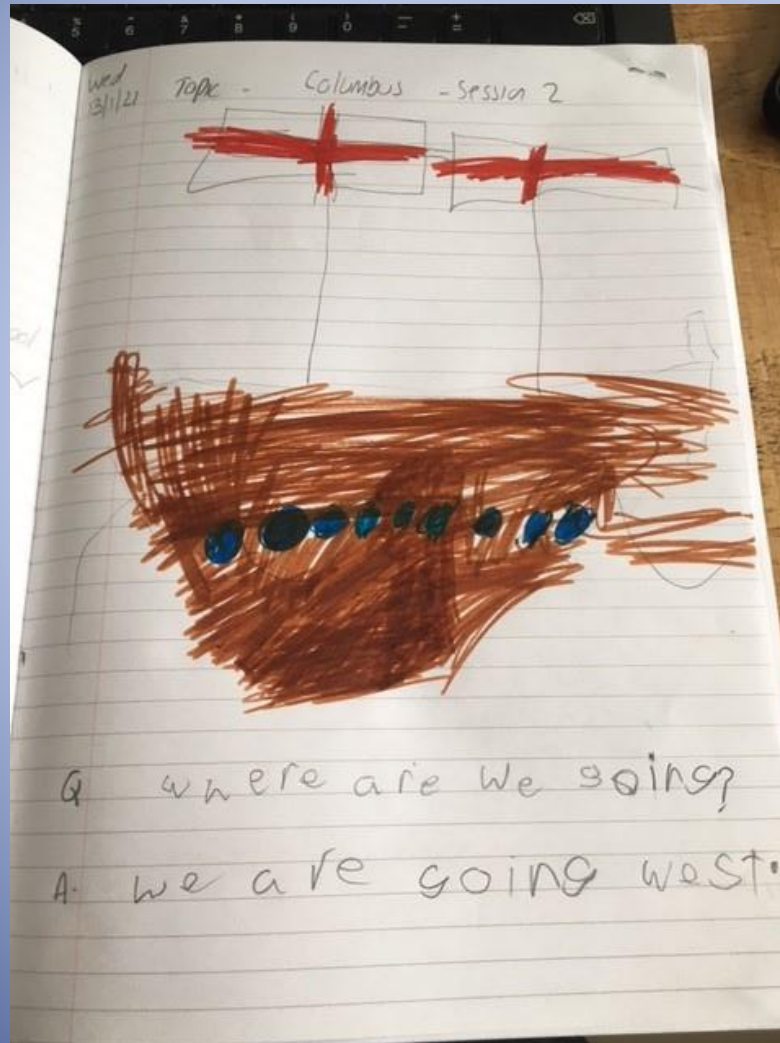 Wed Topic - Columbus - Session 2
13/1/21
Q where are we going?
A. we are going west.